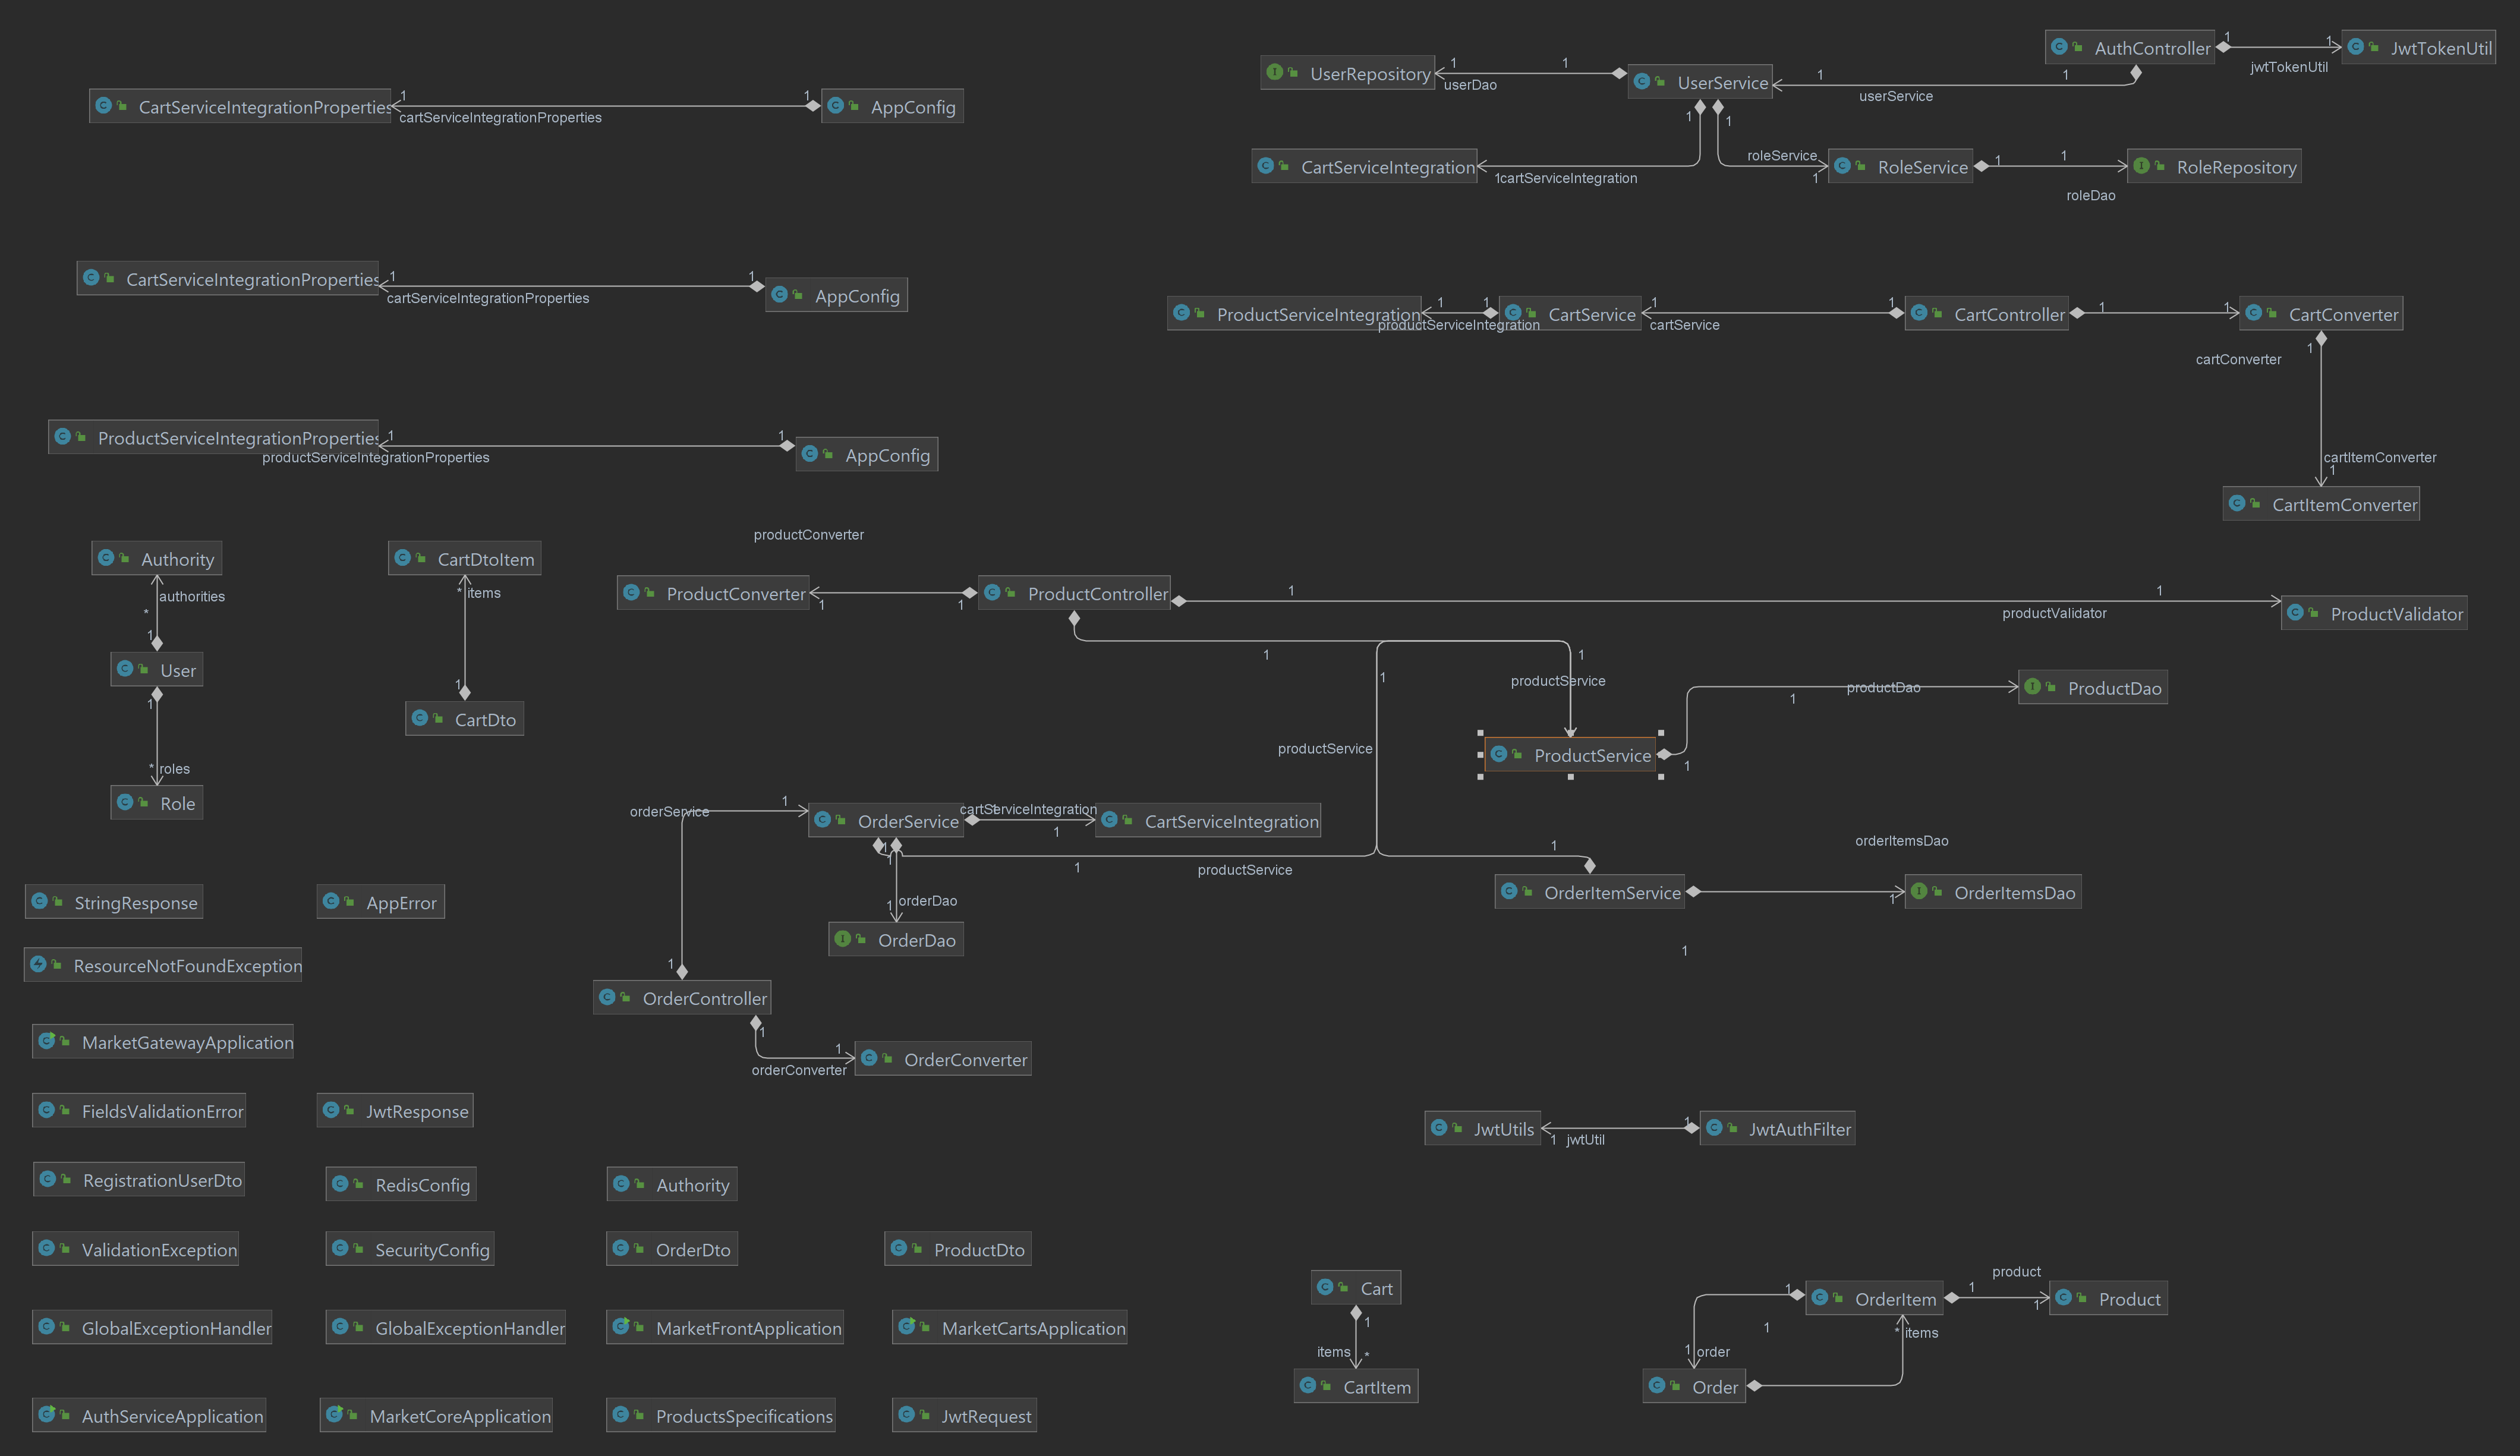 AuthController
1
1
jwtTokenUtil
JwtTokenUtil
UserRepository
1
userDao
1
UserService
1
userService
1
CartServiceIntegrationProperties
1
cartServiceIntegrationProperties
1
AppConfig
1
1
CartServiceIntegration
1cartServiceIntegration
roleService
1
RoleService
1
1
roleDao
RoleRepository
CartServiceIntegrationProperties
1
cartServiceIntegrationProperties
1
AppConfig
ProductServiceIntegration
1
productServiceIntegration
1
CartService
1
cartService
1
CartController
1
1
CartConverter
1
cartConverter
cartItemConverter
1
CartItemConverter
ProductServiceIntegrationProperties
1
productServiceIntegrationProperties
1
AppConfig
Authority
authorities
*
1
User
1
* roles
Role
CartDtoItem
* items
1
CartDto
productConverter
ProductConverter
1
1
ProductController
1
1
productValidator
ProductValidator
1
1
1
productService
productService
ProductService
1
1
productDao
ProductDao
orderService
1
OrderService
cartServiceIntegration
1
1
CartServiceIntegration
1
1
1
productService
1
orderDao
OrderDao
1
OrderItemService
orderItemsDao
1
OrderItemsDao
1
1
OrderController
1
1
orderConverter
OrderConverter
StringResponse
AppError
ResourceNotFoundException
MarketGatewayApplication
FieldsValidationError
JwtResponse
JwtUtils
1 jwtUtil
1
JwtAuthFilter
RegistrationUserDto
RedisConfig
Authority
ValidationException
SecurityConfig
OrderDto
ProductDto
GlobalExceptionHandler
GlobalExceptionHandler
MarketFrontApplication
MarketCartsApplication
AuthServiceApplication
MarketCoreApplication
ProductsSpecifications
JwtRequest
Cart
1
items
*
CartItem
1
OrderItem
1
product
1
Product
1
* items
1 order
Order